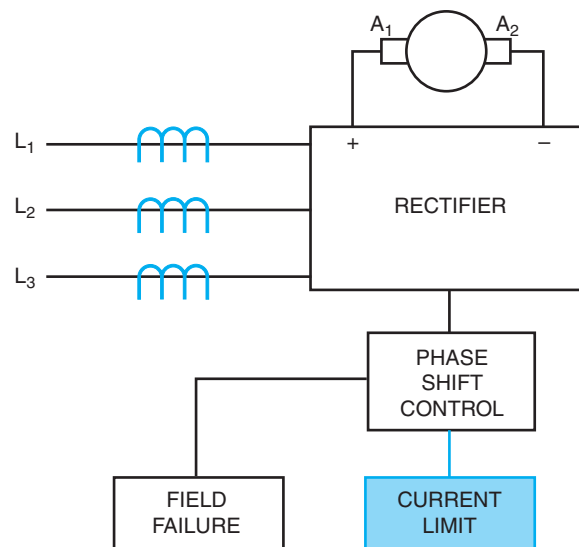 A₁ A₂
L₁
+ –
L₂
RECTIFIER
L₃
PHASE
SHIFT
CONTROL
FIELD
FAILURE
CURRENT
LIMIT